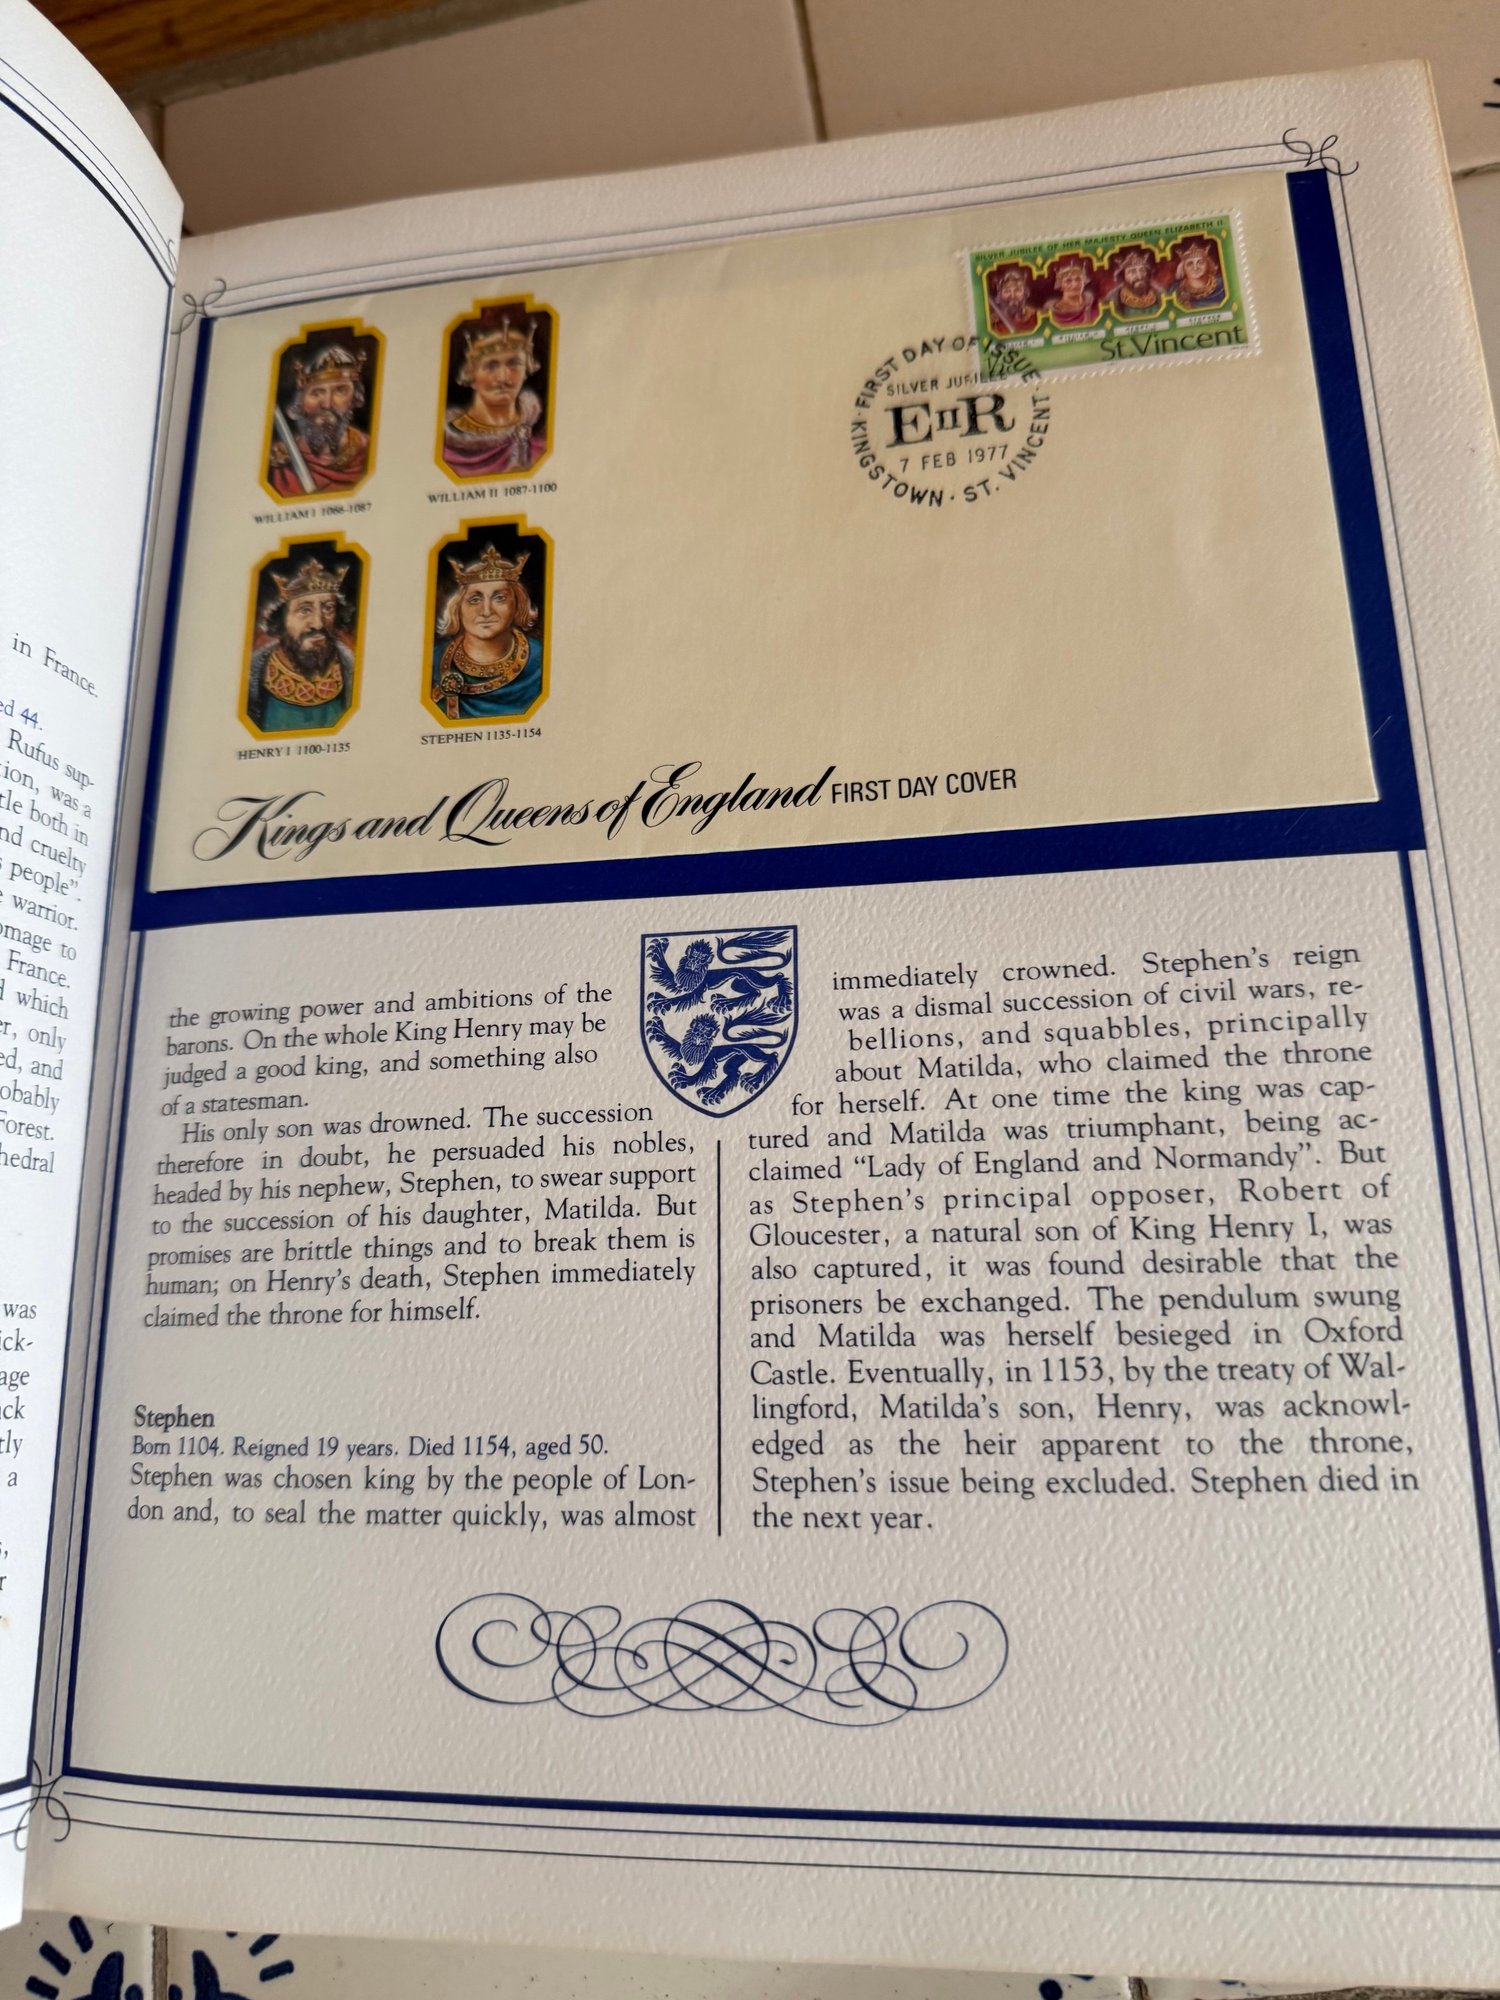 in France.
44.
Rufus sup-
was a
both in
cruelty
people”.
warrior.
to
France.
which
only
and
Forest.
was
a
SILVER JUBILEE OF HER MAJESTY QUEEN ELIZABETH II
St.Vincent
FIRST DAY OF ISSUE
SILVER JUBILEE
EIIR
7 FEB 1977
KINGSTOWN · ST. VINCENT
WILLIAM I 1066-1087
WILLIAM II 1087-1100
HENRY I 1100-1135
STEPHEN 1135-1154
Kings and Queens of England FIRST DAY COVER
the growing power and ambitions of the
barons. On the whole King Henry may be
judged a good king, and something also
of a statesman.
His only son was drowned. The succession
therefore in doubt, he persuaded his nobles,
headed by his nephew, Stephen, to swear support
to the succession of his daughter, Matilda. But
promises are brittle things and to break them is
human; on Henry’s death, Stephen immediately
claimed the throne for himself.
Stephen
Born 1104. Reigned 19 years. Died 1154, aged 50.
Stephen was chosen king by the people of Lon-
don and, to seal the matter quickly, was almost
immediately crowned. Stephen’s reign
was a dismal succession of civil wars, re-
bellions, and squabbles, principally
about Matilda, who claimed the throne
for herself. At one time the king was cap-
tured and Matilda was triumphant, being ac-
claimed “Lady of England and Normandy”. But
as Stephen’s principal opposer, Robert of
Gloucester, a natural son of King Henry I, was
also captured, it was found desirable that the
prisoners be exchanged. The pendulum swung
and Matilda was herself besieged in Oxford
Castle. Eventually, in 1153, by the treaty of Wal-
lingford, Matilda’s son, Henry, was acknowl-
edged as the heir apparent to the throne,
Stephen’s issue being excluded. Stephen died in
the next year.